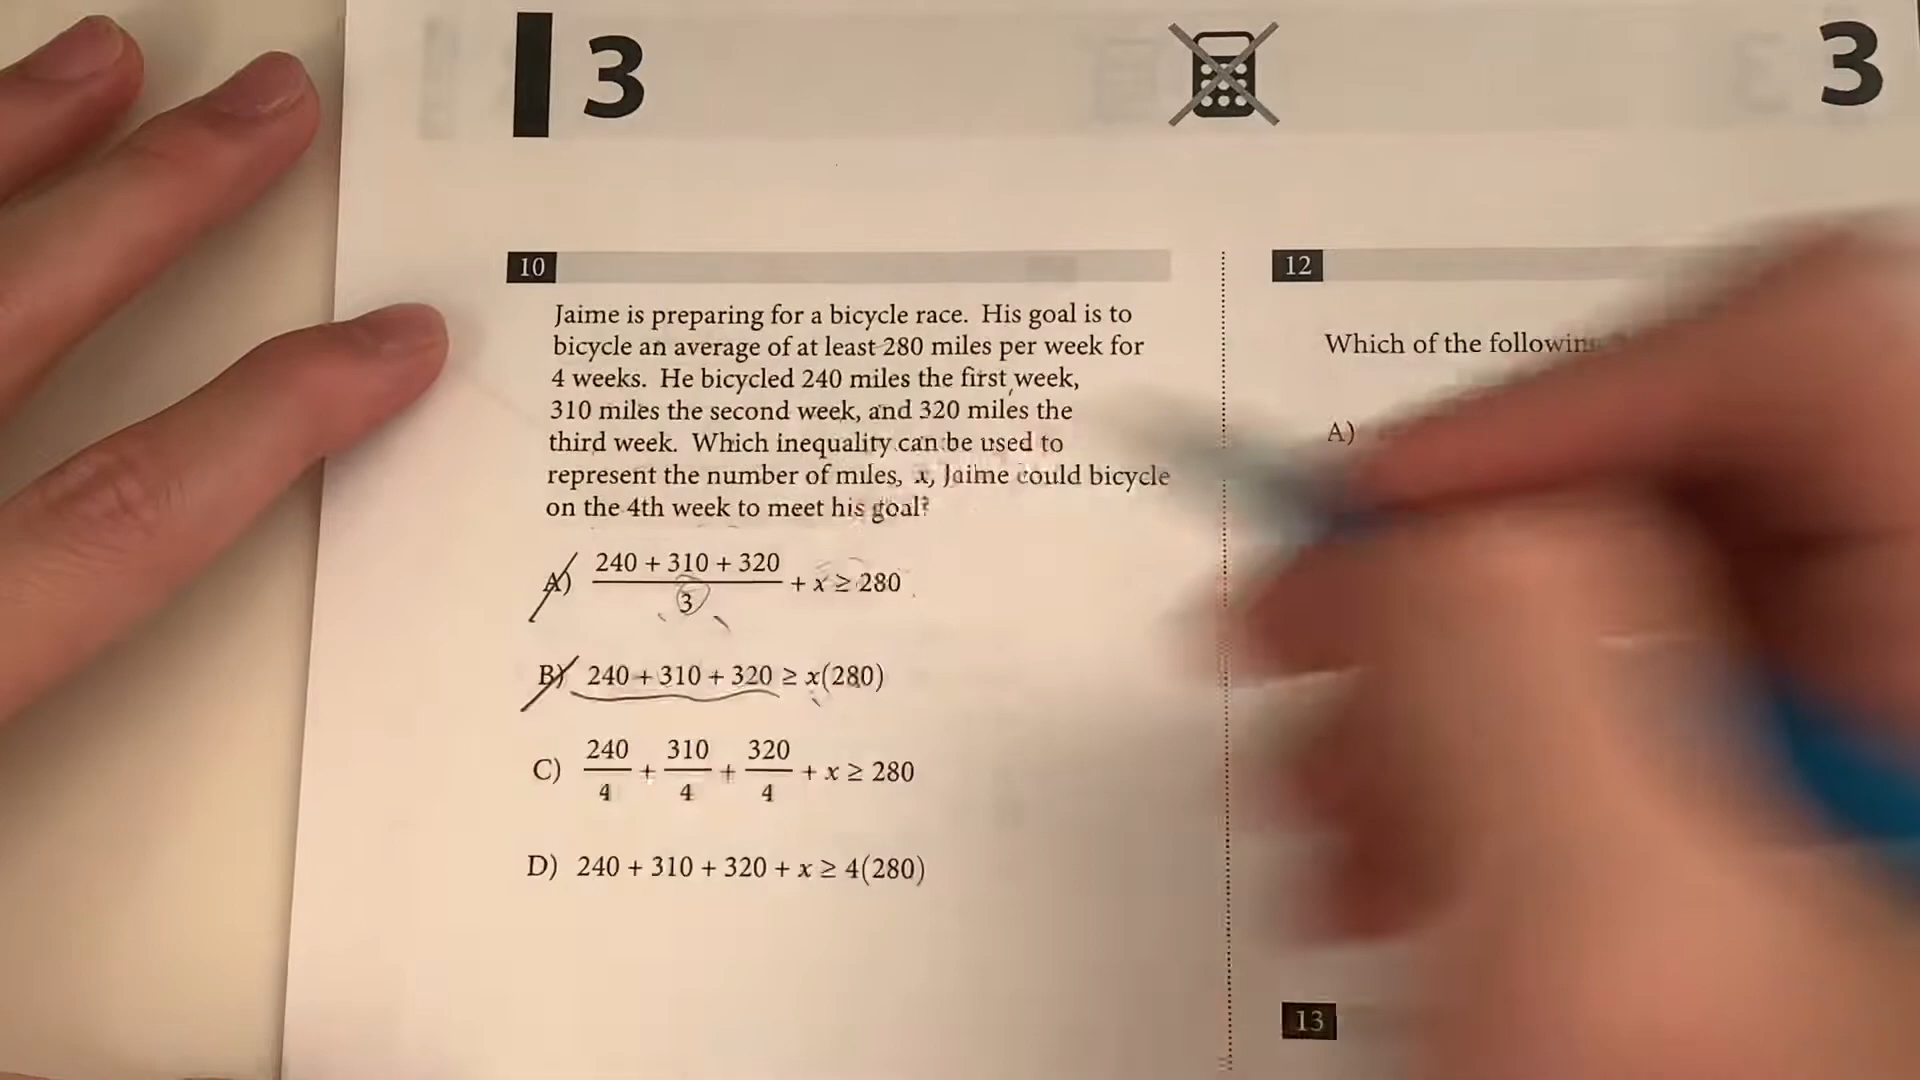 3
3
10
Jaime is preparing for a bicycle race. His goal is to
bicycle an average of at least 280 miles per week for
4 weeks. He bicycled 240 miles the first week,
310 miles the second week, and 320 miles the
third week. Which inequality can be used to
represent the number of miles, x, Jaime could bicycle
on the 4th week to meet his goal?
A) (240 + 310 + 320)/3 + x ≥ 280
B) 240 + 310 + 320 ≥ x(280)
C) 240/4 + 310/4 + 320/4 + x ≥ 280
D) 240 + 310 + 320 + x ≥ 4(280)
12
Which of the following
A)
13